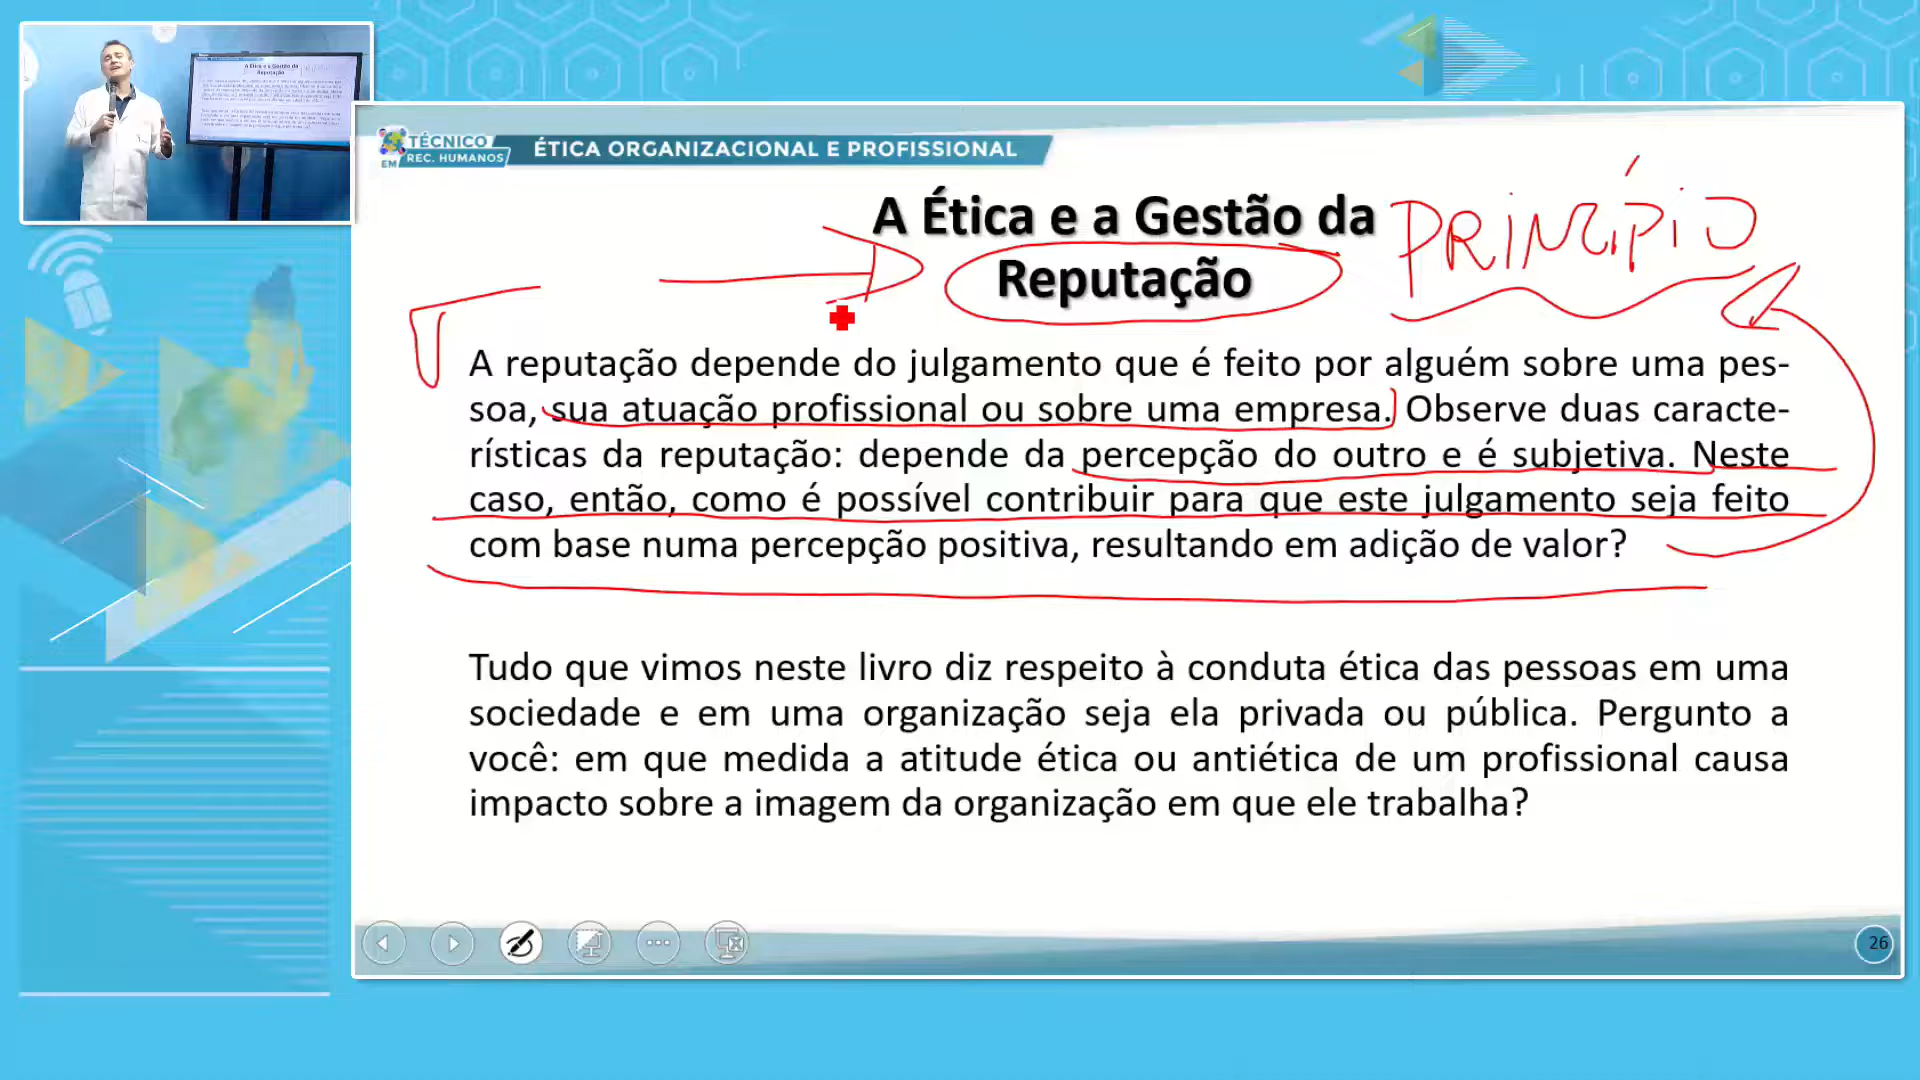 A Ética e a Gestão da
Reputação
TÉCNICO
EM REC. HUMANOS
ÉTICA ORGANIZACIONAL E PROFISSIONAL
A Ética e a Gestão da
Reputação
PRINCÍPIO
A reputação depende do julgamento que é feito por alguém sobre uma pes-
soa, sua atuação profissional ou sobre uma empresa. Observe duas caracte-
rísticas da reputação: depende da percepção do outro e é subjetiva. Neste
caso, então, como é possível contribuir para que este julgamento seja feito
com base numa percepção positiva, resultando em adição de valor?
Tudo que vimos neste livro diz respeito à conduta ética das pessoas em uma
sociedade e em uma organização seja ela privada ou pública. Pergunto a
você: em que medida a atitude ética ou antiética de um profissional causa
impacto sobre a imagem da organização em que ele trabalha?
26